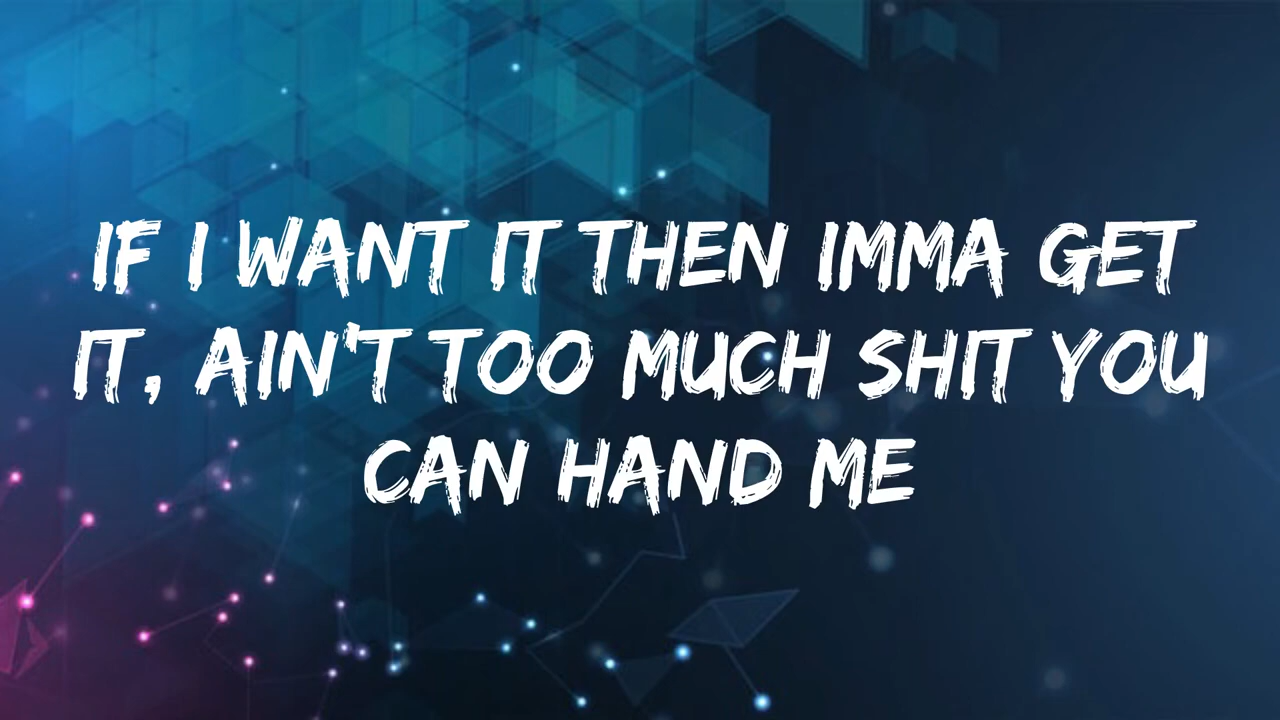 IF I WANT IT THEN IMMA GET
IT, AIN'T TOO MUCH SHIT YOU
CAN HAND ME